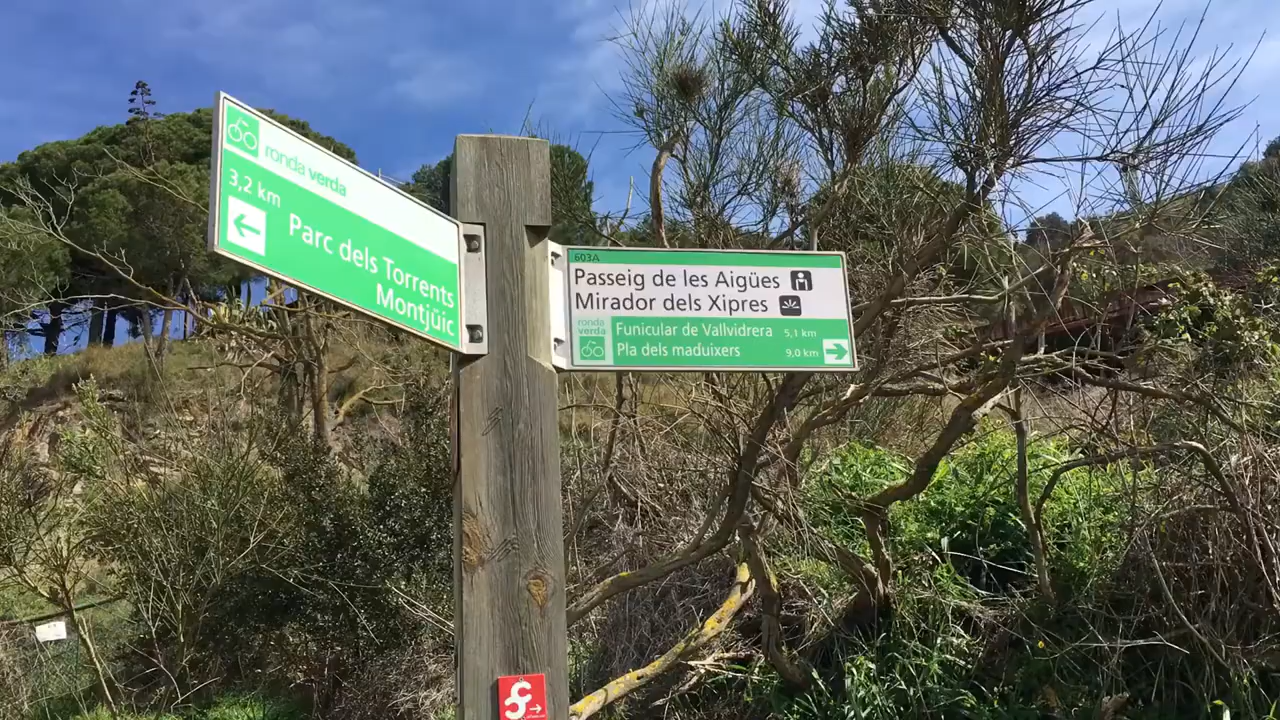 ronda verda
3,2 km
Parc dels Torrents
Montjüic
603A
Passeig de les Aigües
Mirador dels Xipres
ronda
verda
Funicular de Vallvidrera 5,1 km
Pla dels maduixers 9,0 km